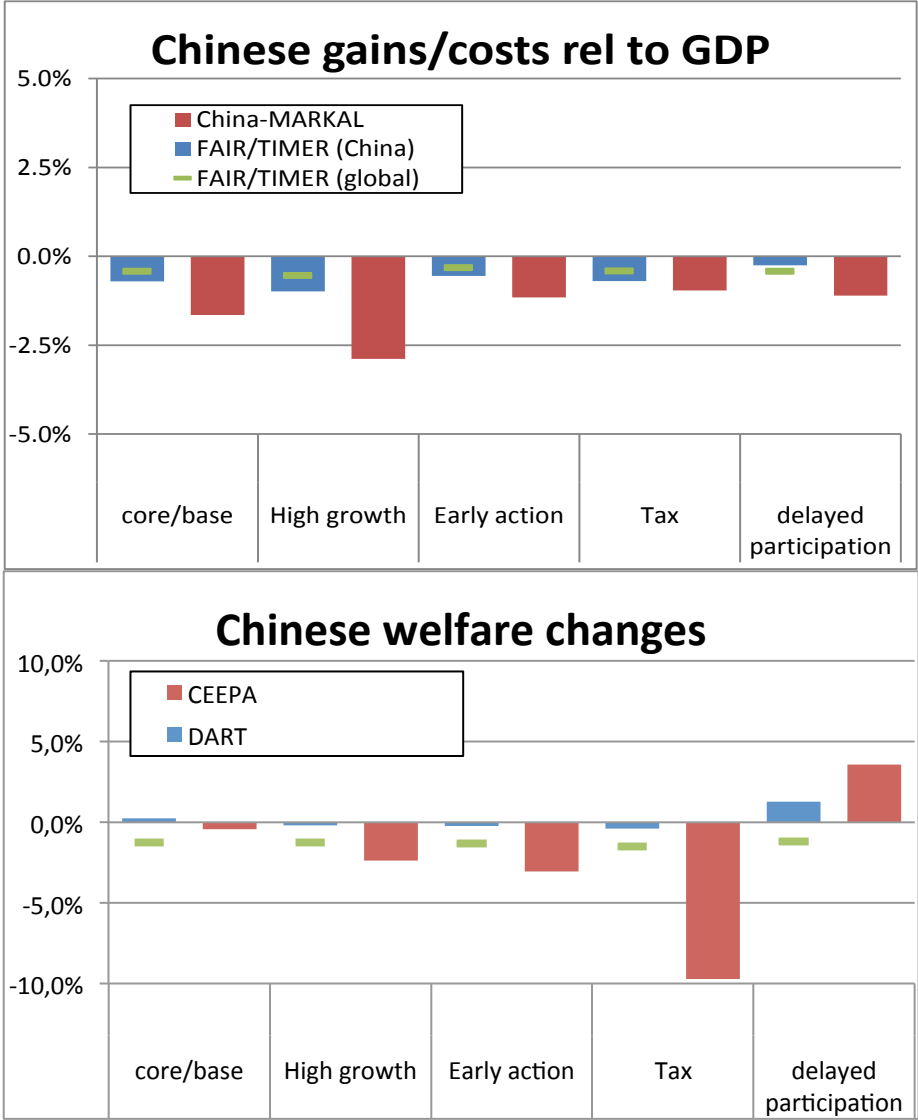 Chinese gains/costs rel to GDP
5.0%
China-MARKAL
FAIR/TIMER (China)
2.5%
FAIR/TIMER (global)
0.0%
-2.5%
-5.0%
core/base High growth Early action Tax delayed
participation
Chinese welfare changes
10,0%
CEEPA
5,0%
DART
0,0%
-5,0%
-10,0%
core/base High growth Early action Tax delayed
participation